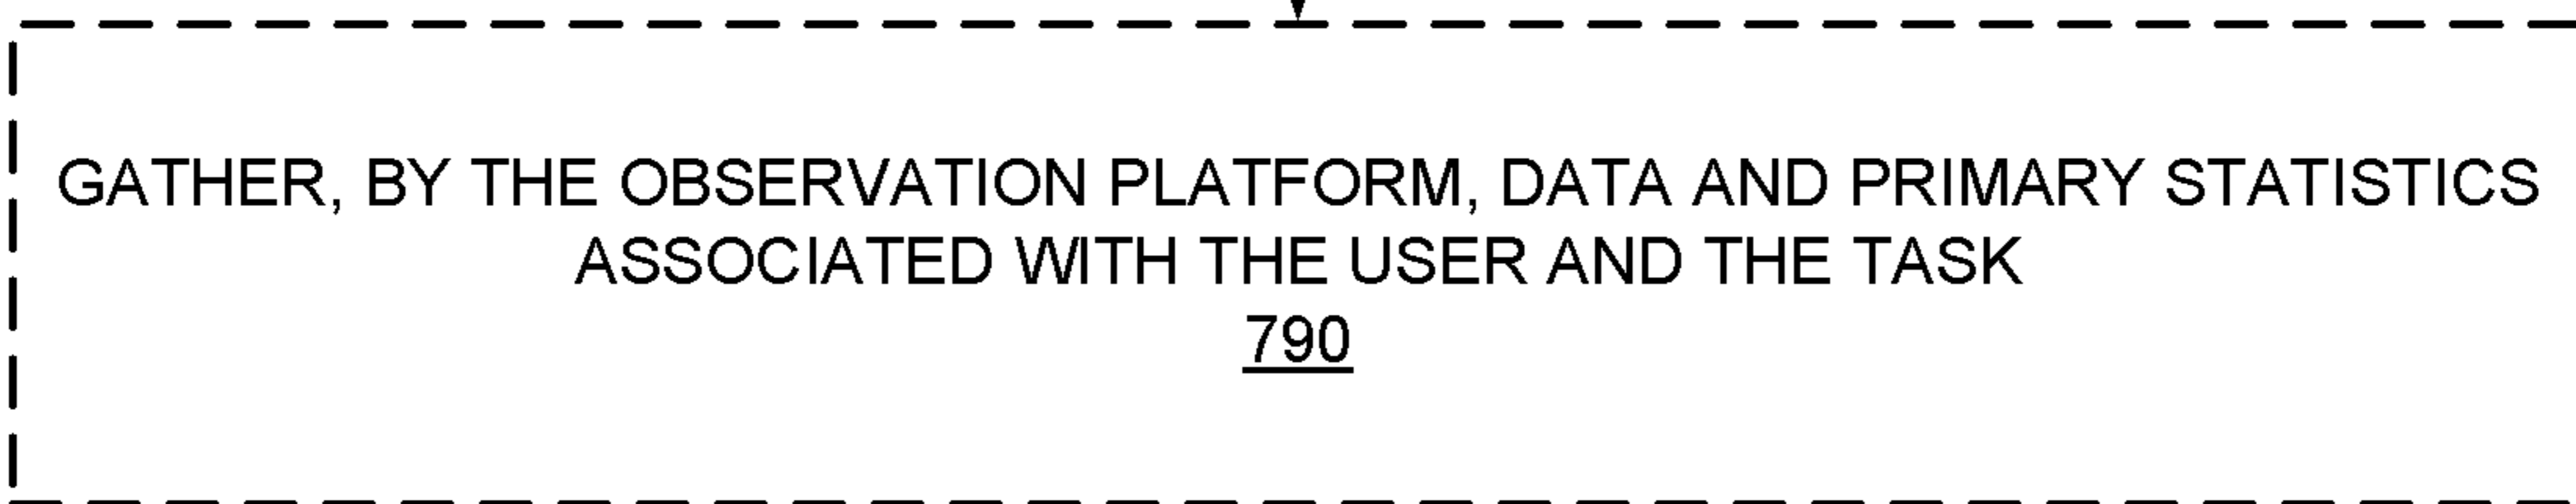 GATHER, BY THE OBSERVATION PLATFORM, DATA AND PRIMARY STATISTICS
ASSOCIATED WITH THE USER AND THE TASK
790